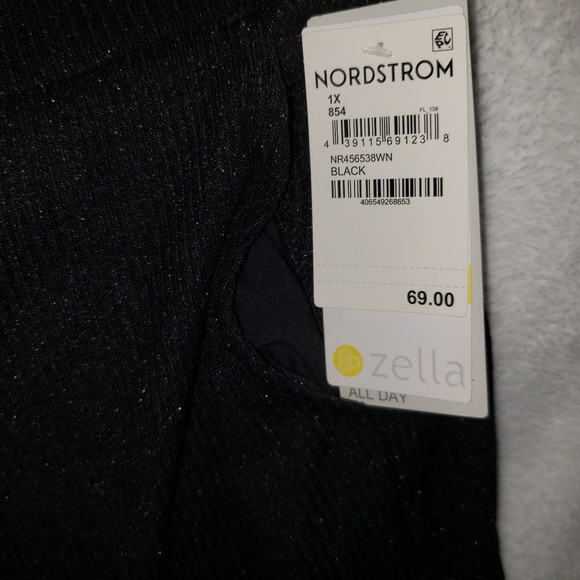 NORDSTROM
1X
854
FL_139
4 39115 69123 8
NR456538WN
BLACK
406549268653
69.00
zella
ALL DAY